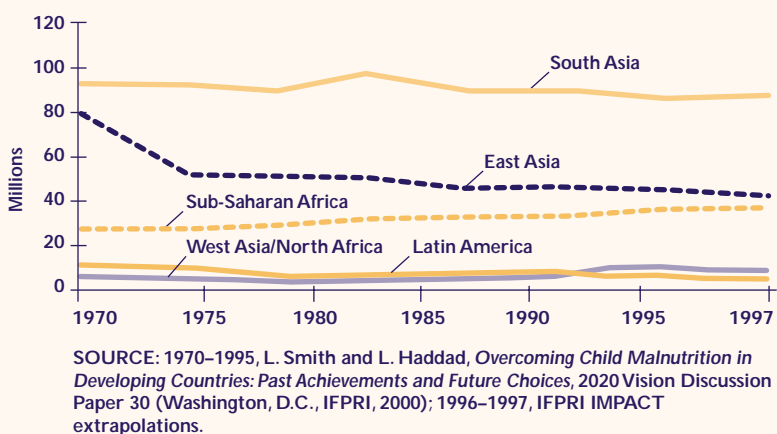 120
100
South Asia
80
Millions
60
East Asia
40
Sub-Saharan Africa
20
West Asia/North Africa
Latin America
0
1970
1975
1980
1985
1990
1995
1997
SOURCE: 1970–1995, L. Smith and L. Haddad, Overcoming Child Malnutrition in
Developing Countries: Past Achievements and Future Choices, 2020 Vision Discussion
Paper 30 (Washington, D.C., IFPRI, 2000); 1996–1997, IFPRI IMPACT
extrapolations.